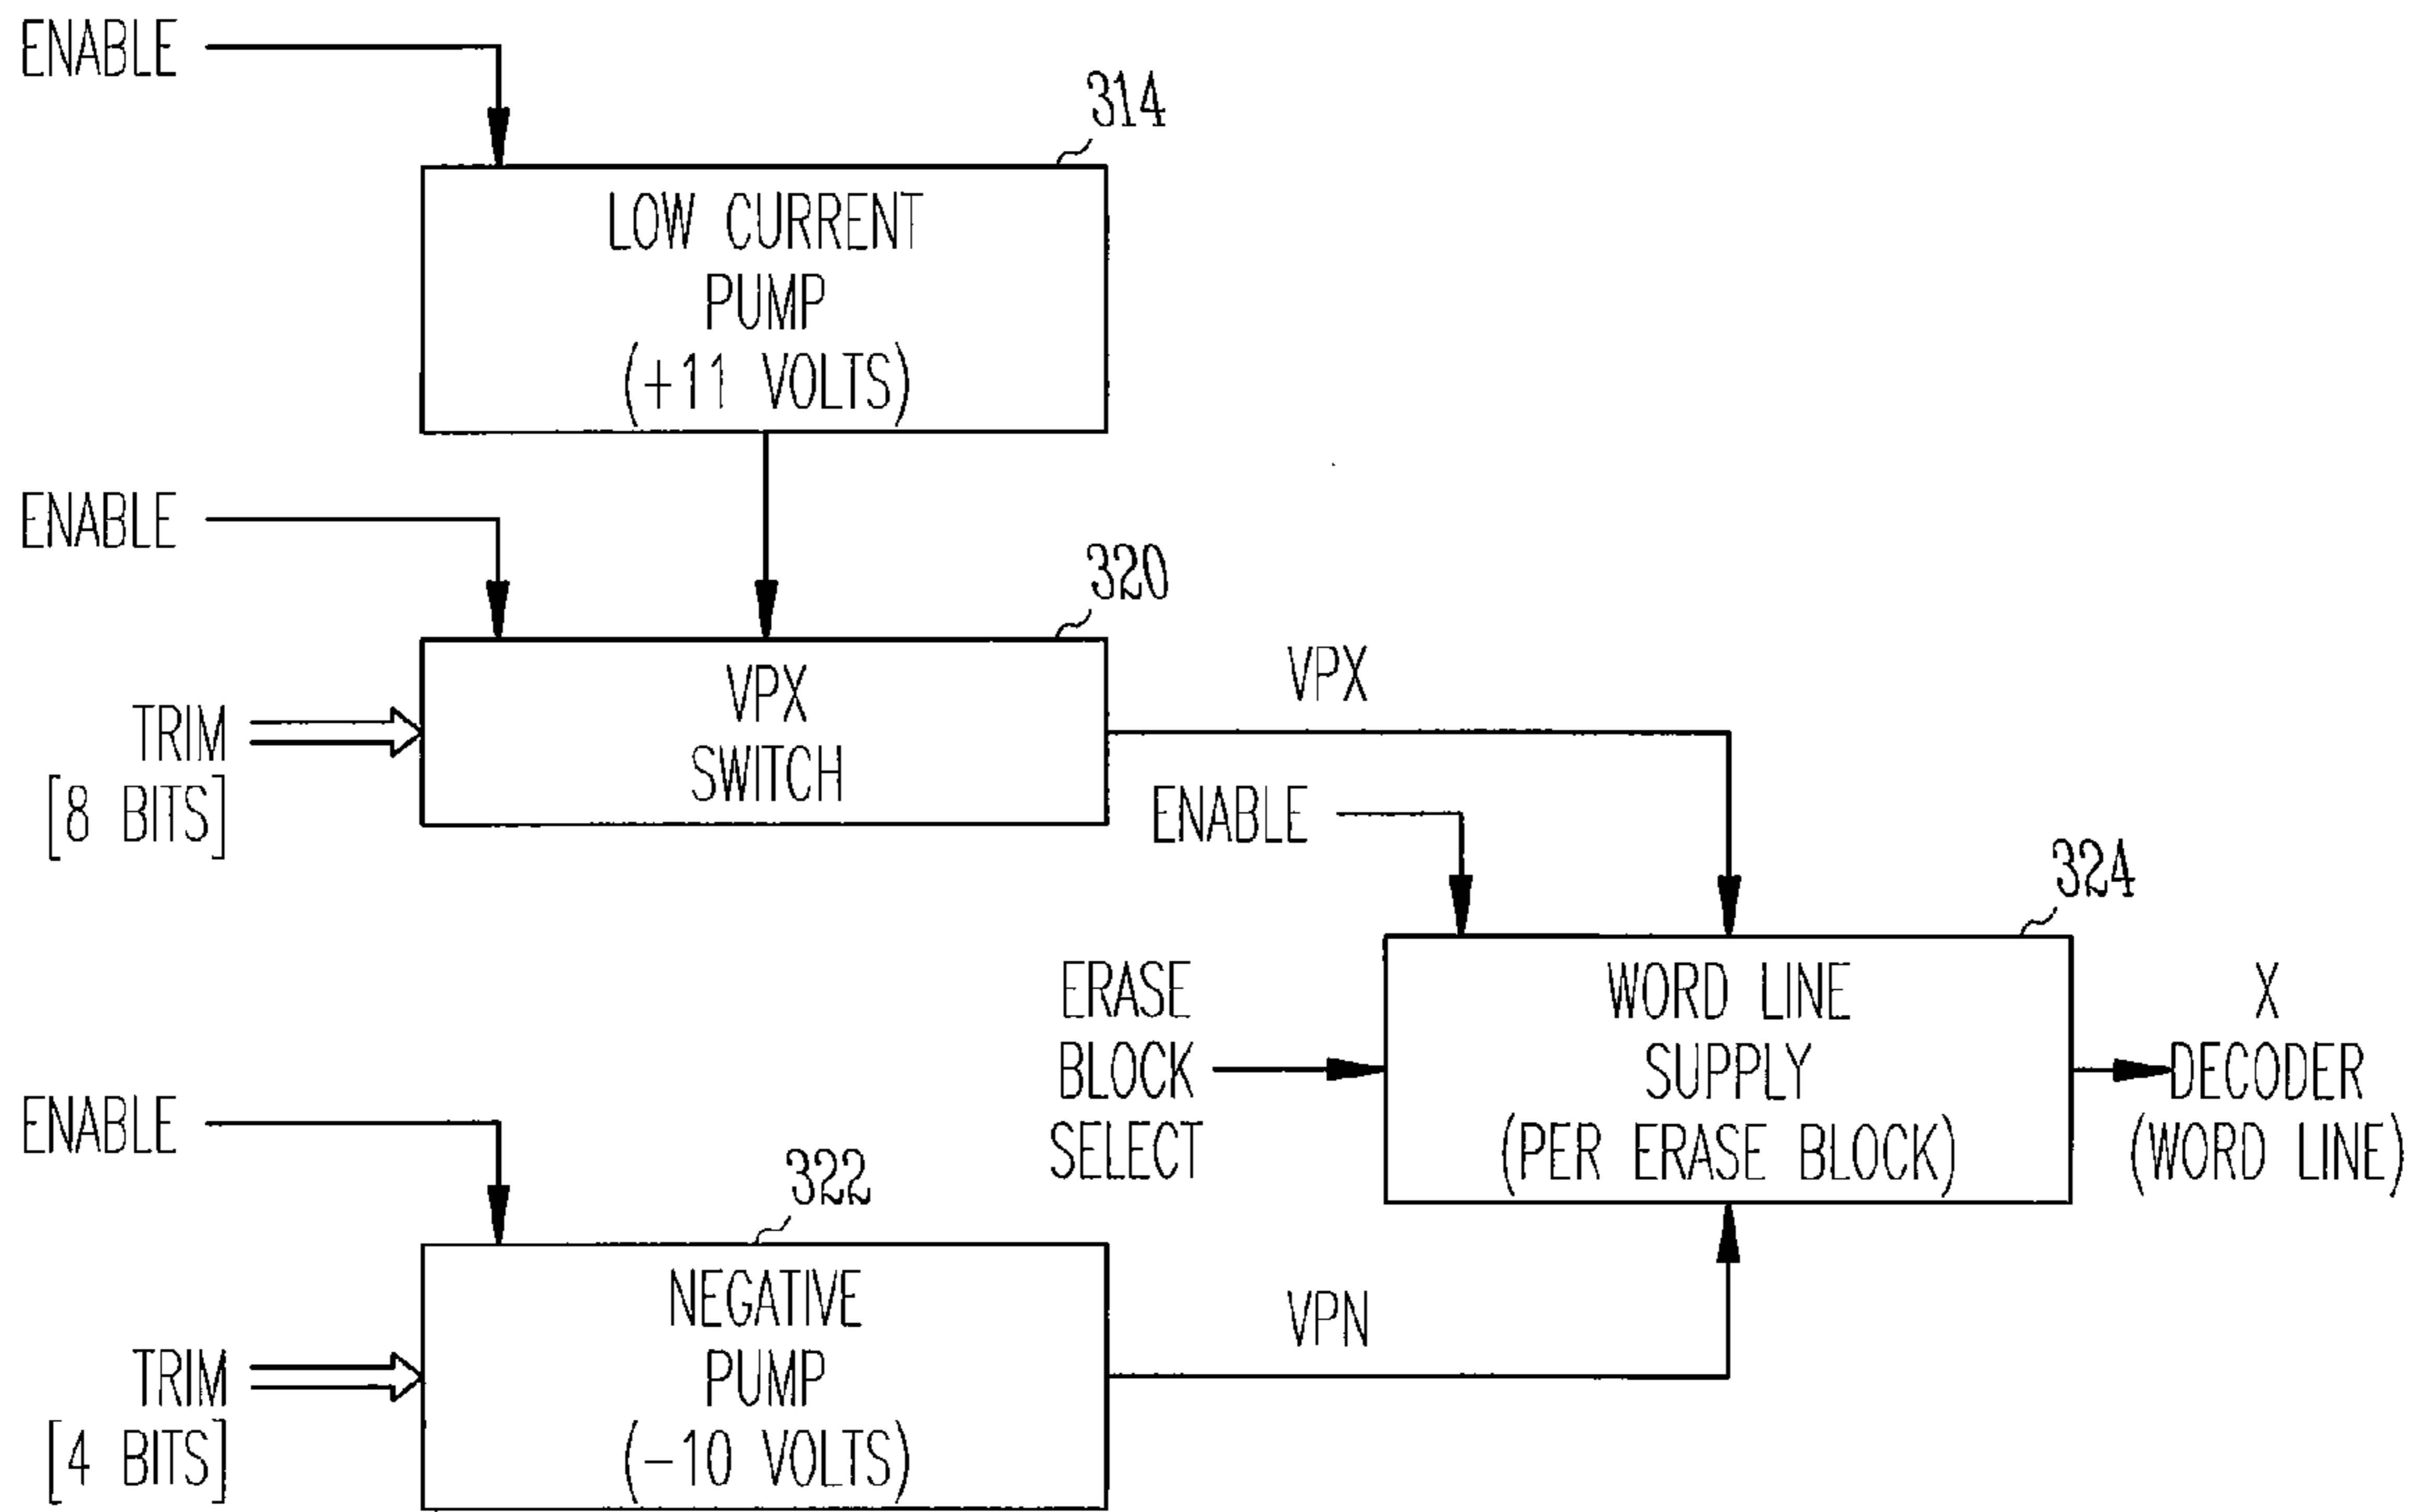 ENABLE
314
LOW CURRENT
PUMP
(+11 VOLTS)
ENABLE
320
VPX
SWITCH
TRIM
[8 BITS]
VPX
ENABLE
324
ERASE
BLOCK
SELECT
WORD LINE
SUPPLY
(PER ERASE BLOCK)
X
DECODER
(WORD LINE)
ENABLE
322
NEGATIVE
PUMP
(-10 VOLTS)
TRIM
[4 BITS]
VPN